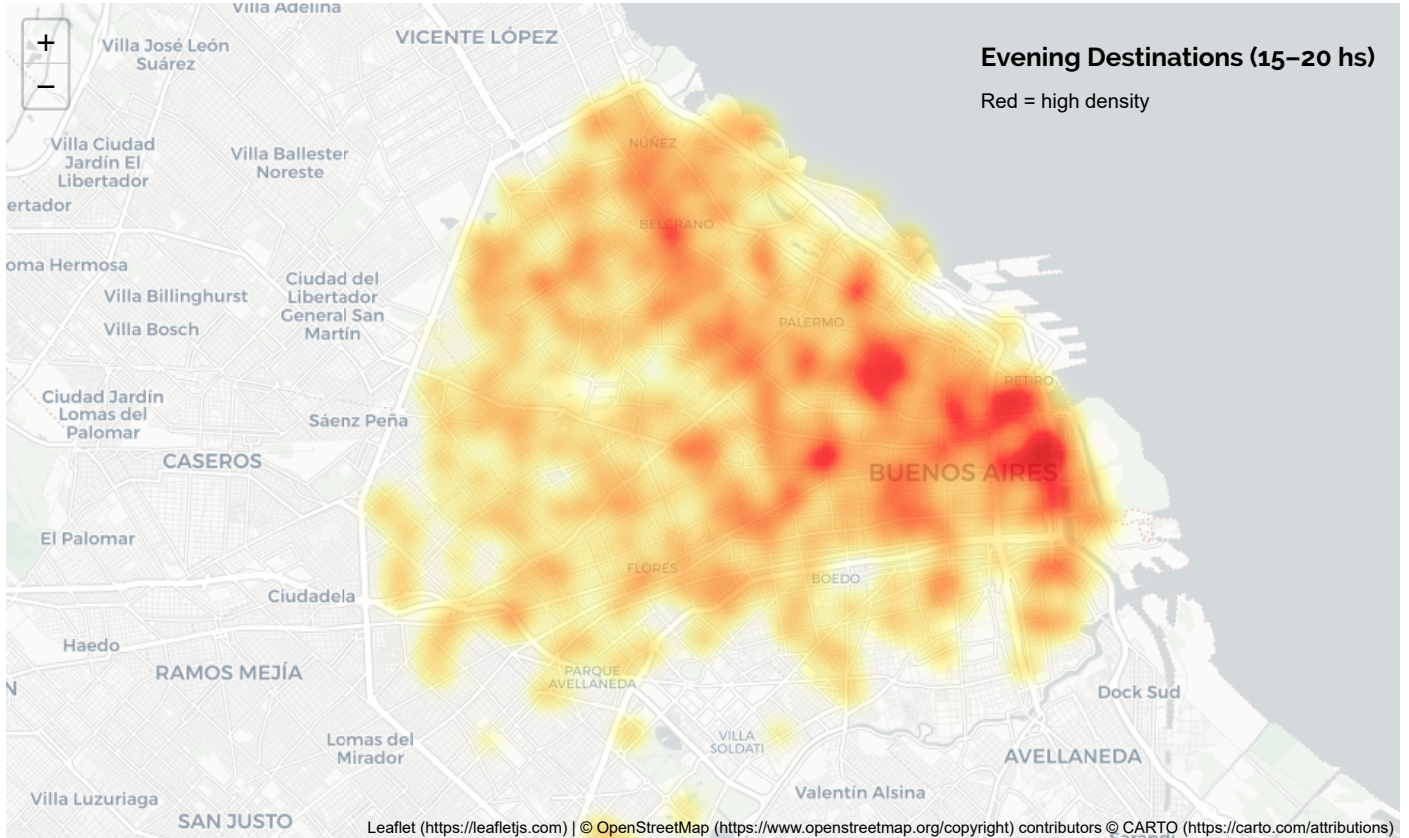 Villa Adelina
+
−
Villa José León
Suárez
VICENTE LÓPEZ
Evening Destinations (15–20 hs)
Red = high density
Villa Ciudad
Jardín El
Libertador
Villa Ballester
Noreste
NÚÑEZ
ertador
BELGRANO
oma Hermosa
Ciudad del
Libertador
General San
Martín
Villa Billinghurst
Villa Bosch
PALERMO
RETIRO
Ciudad Jardín
Lomas del
Palomar
Sáenz Peña
CASEROS
BUENOS AIRES
El Palomar
FLORES
BOEDO
Ciudadela
Haedo
RAMOS MEJÍA
N
PARQUE
AVELLANEDA
Dock Sud
Lomas del
Mirador
VILLA
SOLDATI
AVELLANEDA
Villa Luzuriaga
Valentín Alsina
SAN JUSTO
Leaflet (https://leafletjs.com) | © OpenStreetMap (https://www.openstreetmap.org/copyright) contributors © CARTO (https://carto.com/attributions)